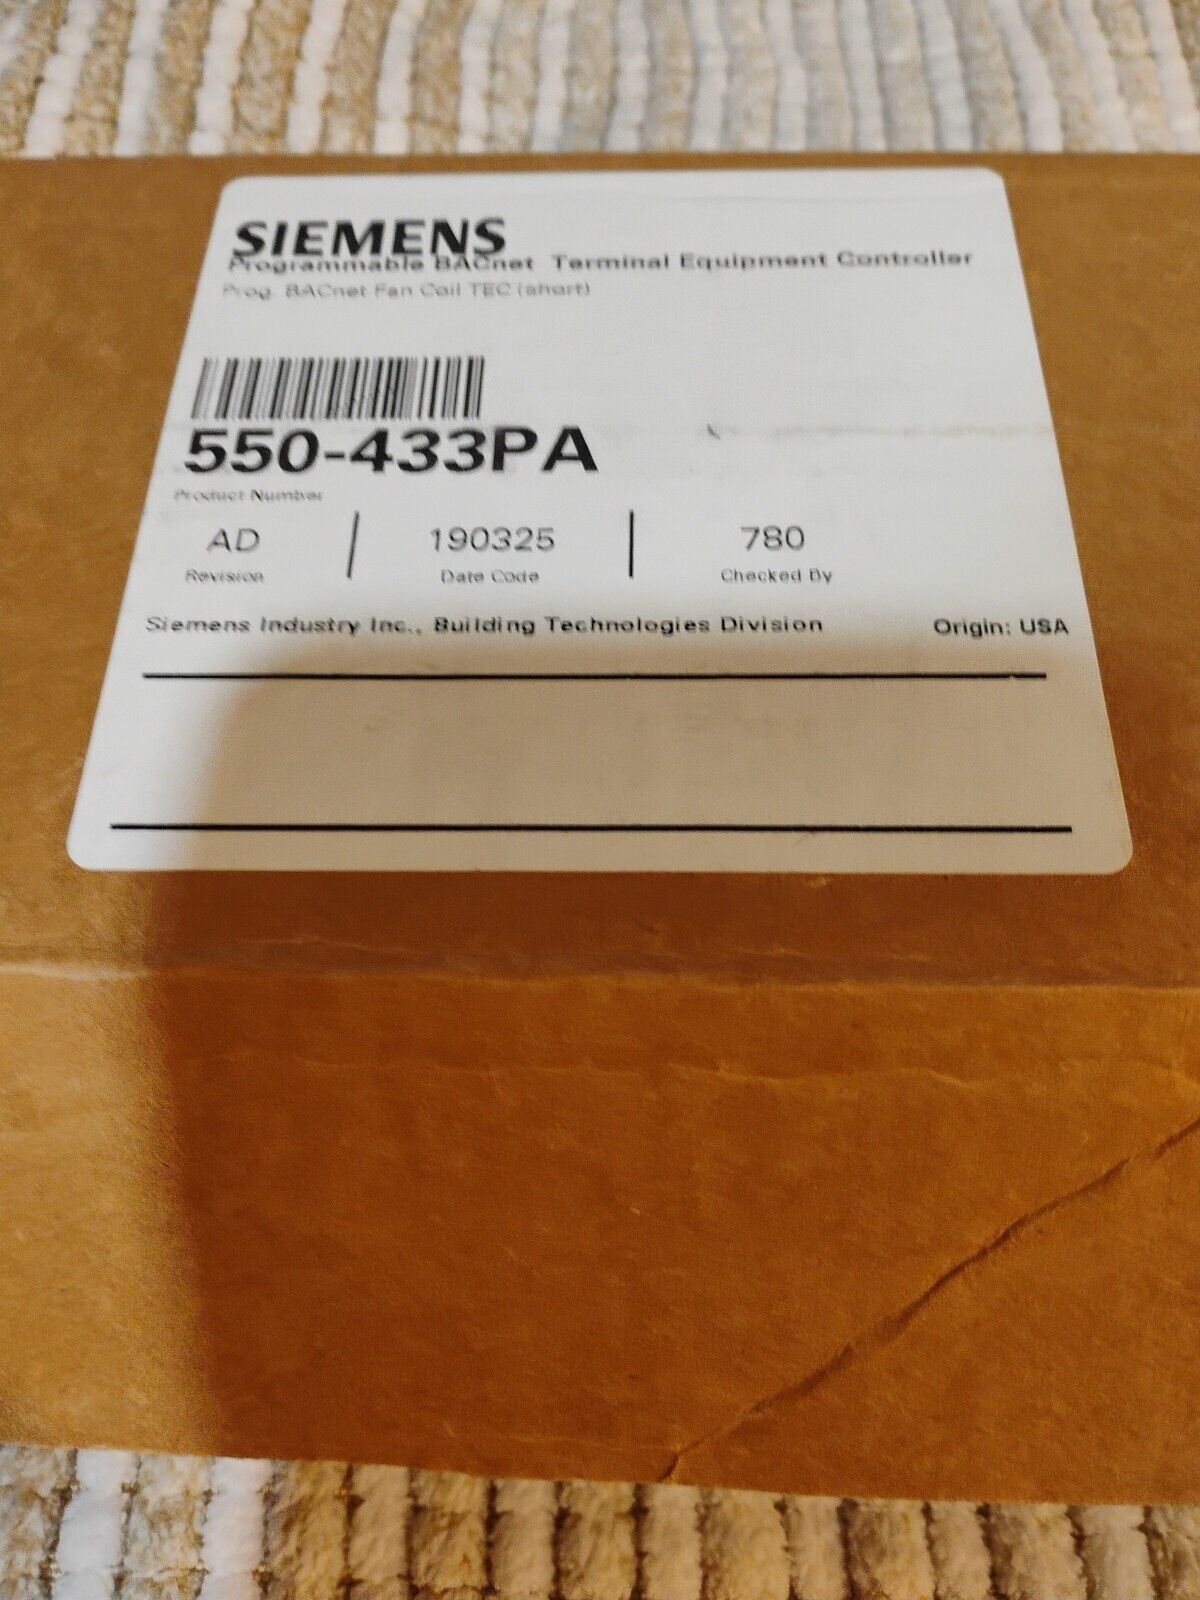 SIEMENS
Programmable BACnet Terminal Equipment Controller
Prog. BACnet Fan Coil TEC (short)
550-433PA
Product Number
AD 190325 780
Revision Date Code Checked By
Siemens Industry Inc., Building Technologies Division Origin: USA